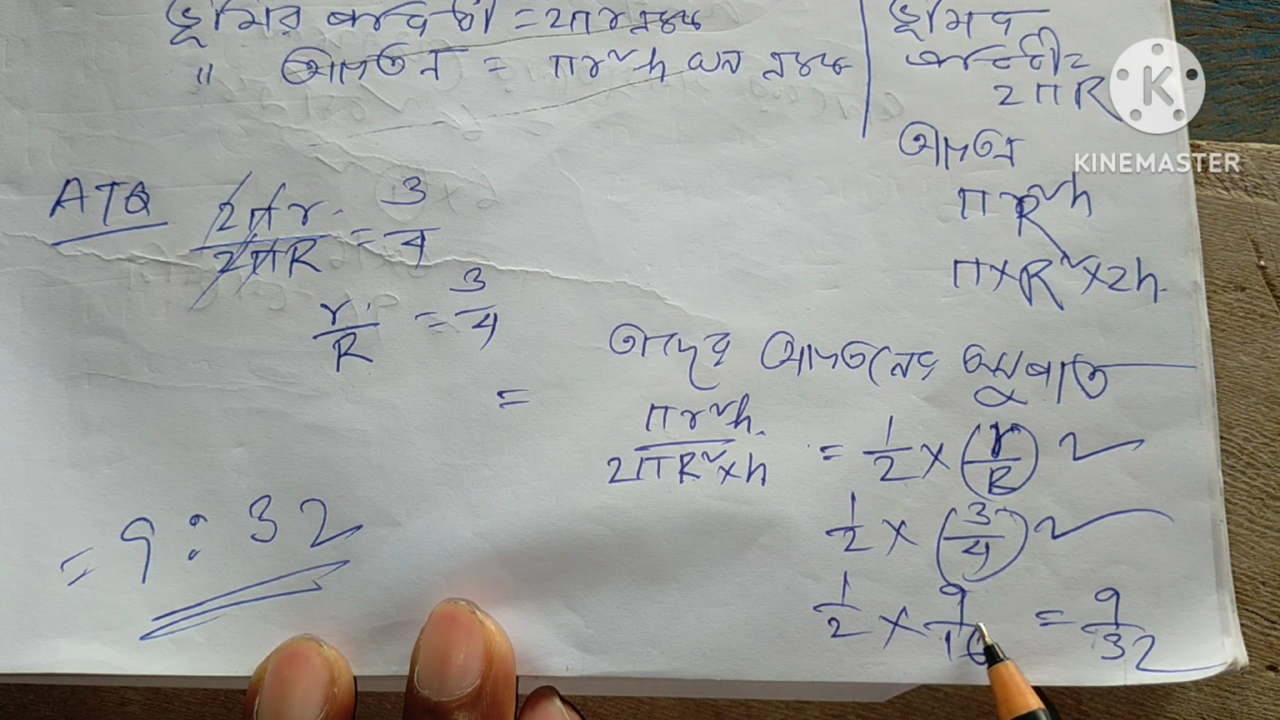 ভূমির পরিধি = 2πr একক
" আয়তন = πr²h ঘন একক
ভূমির
পরিধি
2πR
আয়তন
πR²h
π×R²×2h.
K
KINEMASTER
ATQ 2πr / 2πR = 3/4
r/R = 3/4
=
তাদের আয়তনের অনুপাত
πr²h / 2πR²×h = 1/2 × (r/R)²
1/2 × (3/4)²
1/2 × 9/16 = 9/32
= 9 : 32